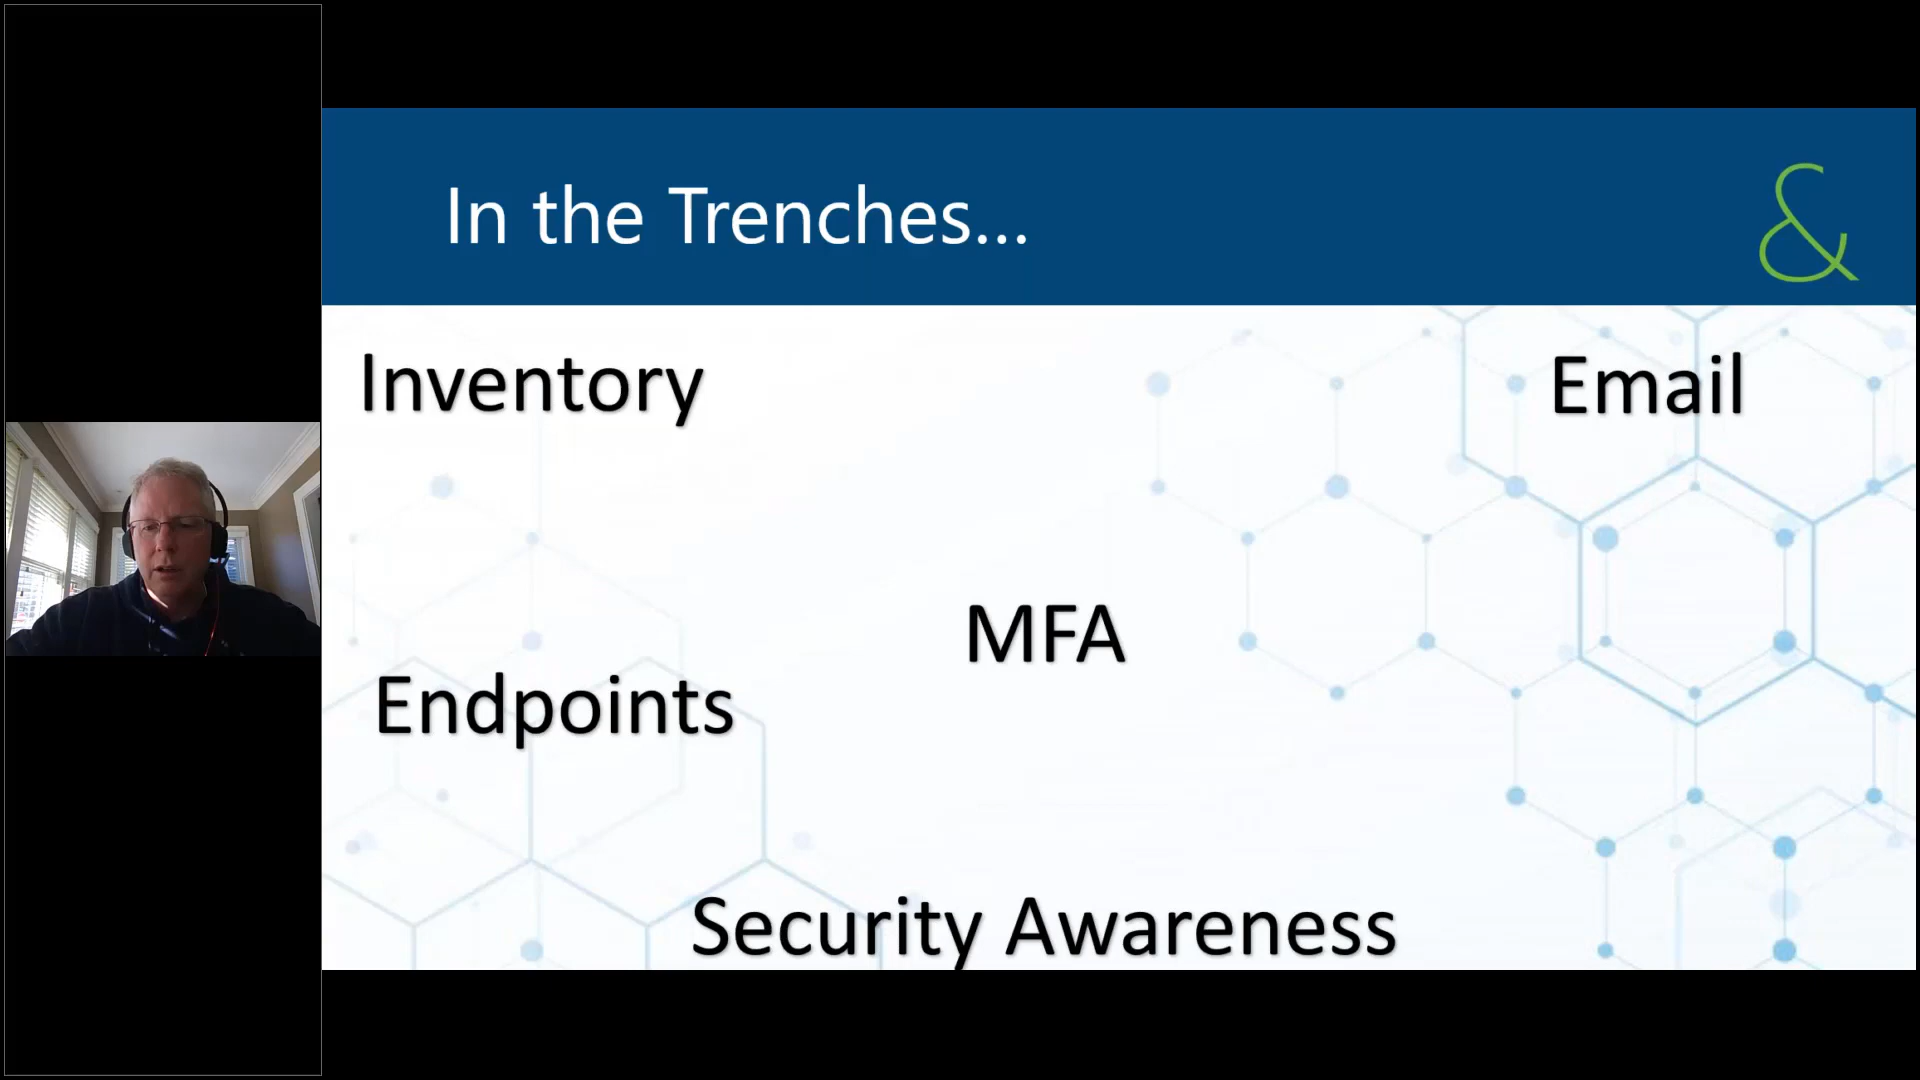 In the Trenches...
&
Inventory
Email
MFA
Endpoints
Security Awareness